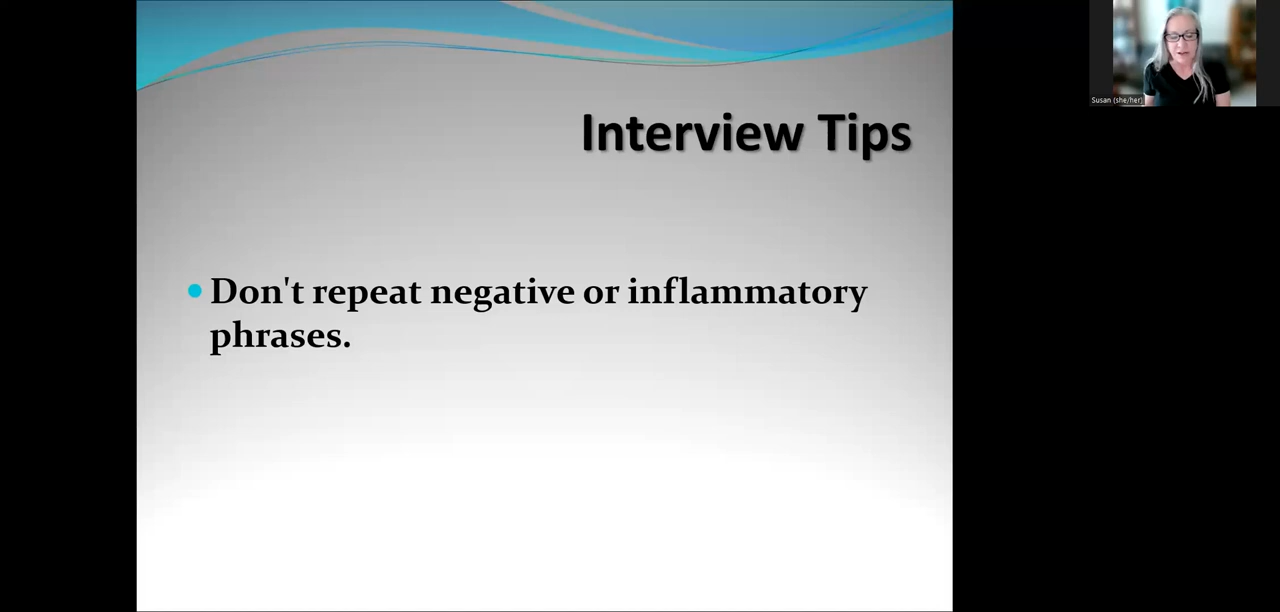 Interview Tips
Don't repeat negative or inflammatory
phrases.
Susan (she/her)